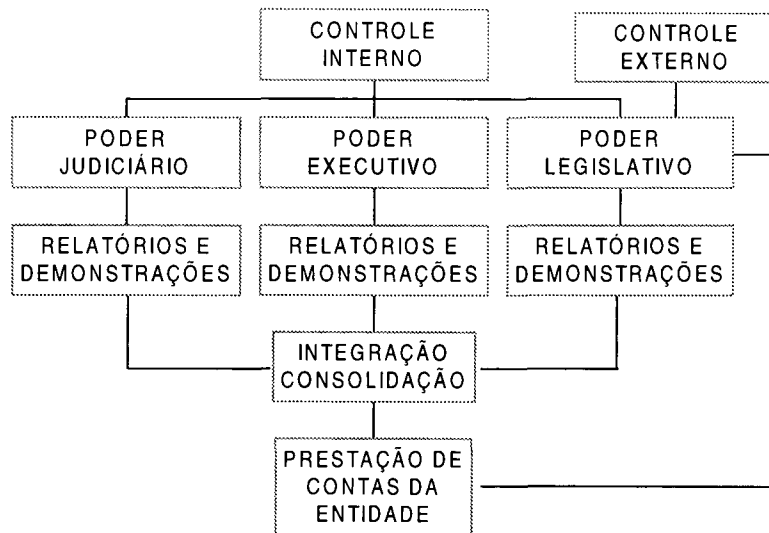 CONTROLE
INTERNO
CONTROLE
EXTERNO
PODER
JUDICIÁRIO
PODER
EXECUTIVO
PODER
LEGISLATIVO
RELATÓRIOS E
DEMONSTRAÇÕES
RELATÓRIOS E
DEMONSTRAÇÕES
RELATÓRIOS E
DEMONSTRAÇÕES
INTEGRAÇÃO
CONSOLIDAÇÃO
PRESTAÇÃO DE
CONTAS DA
ENTIDADE